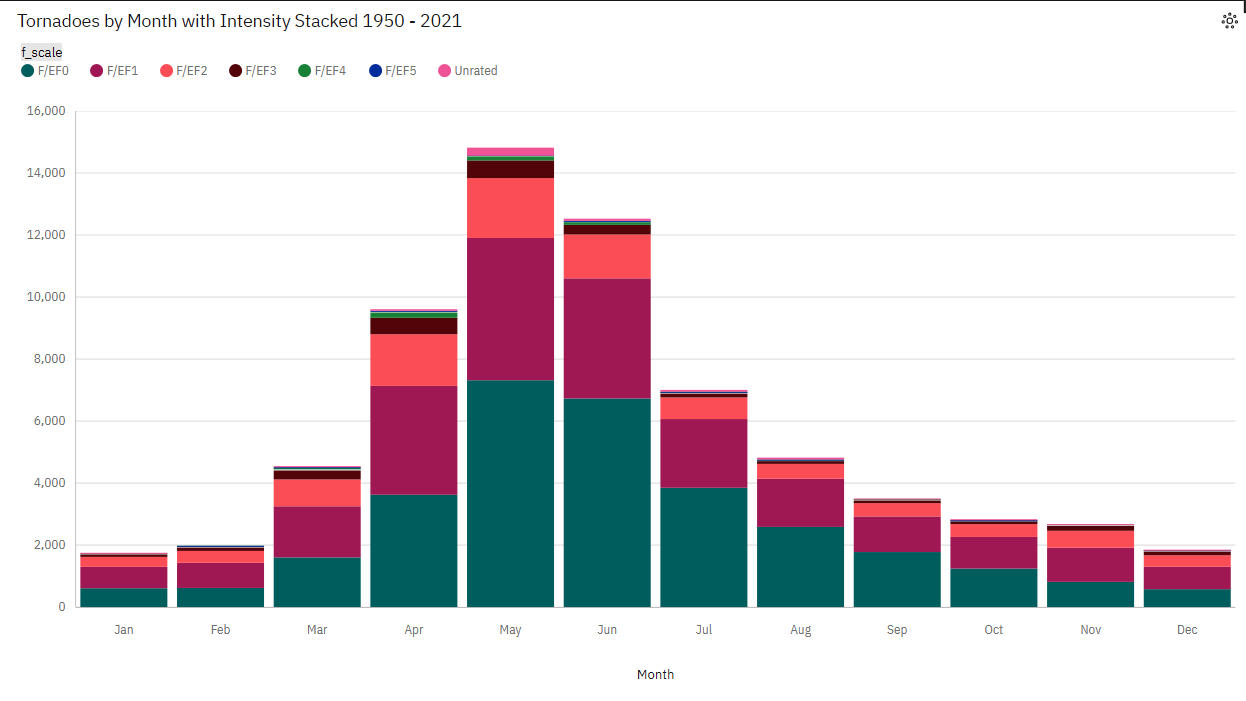 Tornadoes by Month with Intensity Stacked 1950 - 2021
f_scale
F/EF0 F/EF1 F/EF2 F/EF3 F/EF4 F/EF5 Unrated
16,000
14,000
12,000
10,000
8,000
6,000
4,000
2,000
0
Jan Feb Mar Apr May Jun Jul Aug Sep Oct Nov Dec
Month